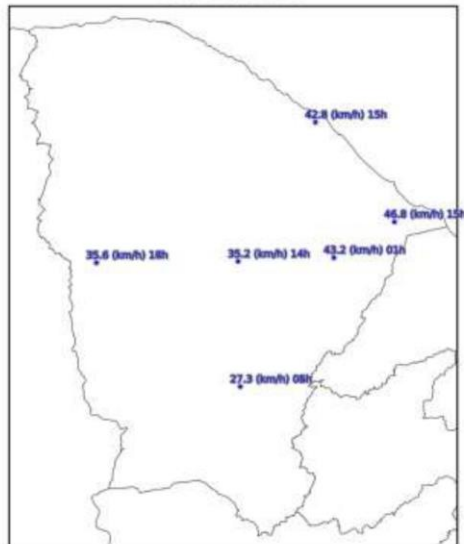 42.8 (km/h) 15h
46.8 (km/h) 15h
35.6 (km/h) 18h
35.2 (km/h) 14h
43.2 (km/h) 01h
27.3 (km/h) 08h